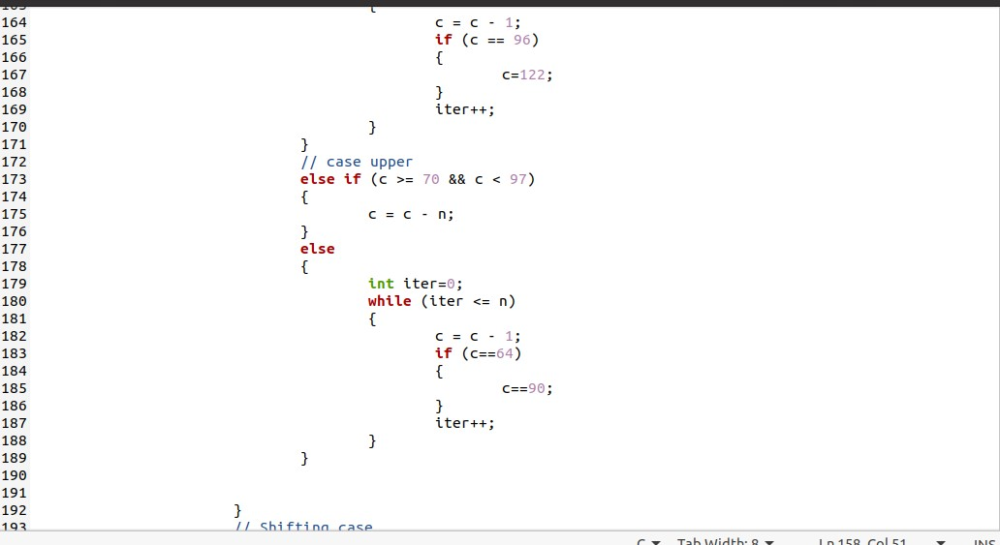 163 {
164 c = c - 1;
165 if (c == 96)
166 {
167 c=122;
168 }
169 iter++;
170 }
171 }
172 // case upper
173 else if (c >= 70 && c < 97)
174 {
175 c = c - n;
176 }
177 else
178 {
179 int iter=0;
180 while (iter <= n)
181 {
182 c = c - 1;
183 if (c==64)
184 {
185 c==90;
186 }
187 iter++;
188 }
189 }
190
191
192 }
193 // Shifting case
C Tab Width: 8 Ln 158, Col 51 INS